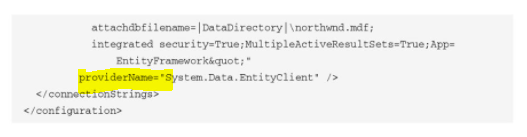 attachdbfilename=|DataDirectory|\northwnd.mdf;
integrated security=True;MultipleActiveResultSets=True;App=
EntityFramework&quot;"
providerName="System.Data.EntityClient" />
</connectionStrings>
</configuration>